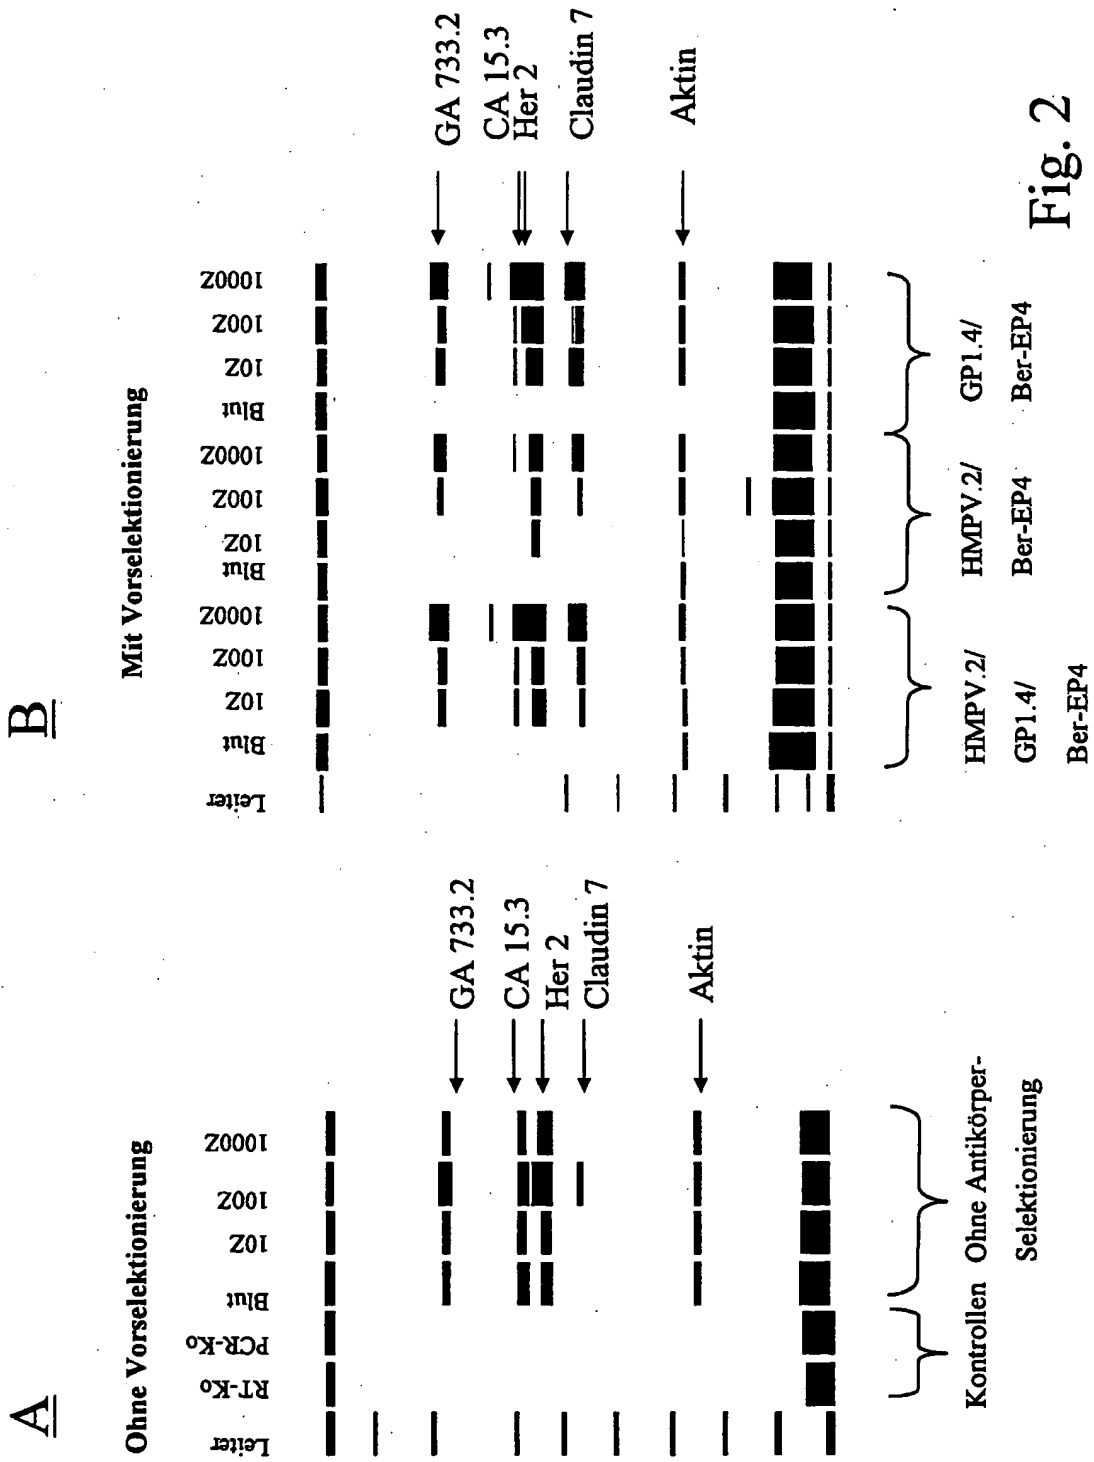 A
Ohne Vorselektionierung
Leiter
RT-Ko
PCR-Ko
Blut
10Z
100Z
1000Z
GA 733.2
CA 15.3
Her 2
Claudin 7
Aktin
Kontrollen
Ohne Antikörper-
Selektionierung
B
Mit Vorselektionierung
Leiter
Blut
10Z
100Z
1000Z
Blut
10Z
100Z
1000Z
Blut
10Z
100Z
1000Z
GA 733.2
CA 15.3
Her 2
Claudin 7
Aktin
HMPV.2/
GP1.4/
Ber-EP4
HMPV.2/
Ber-EP4
GP1.4/
Ber-EP4
Fig. 2